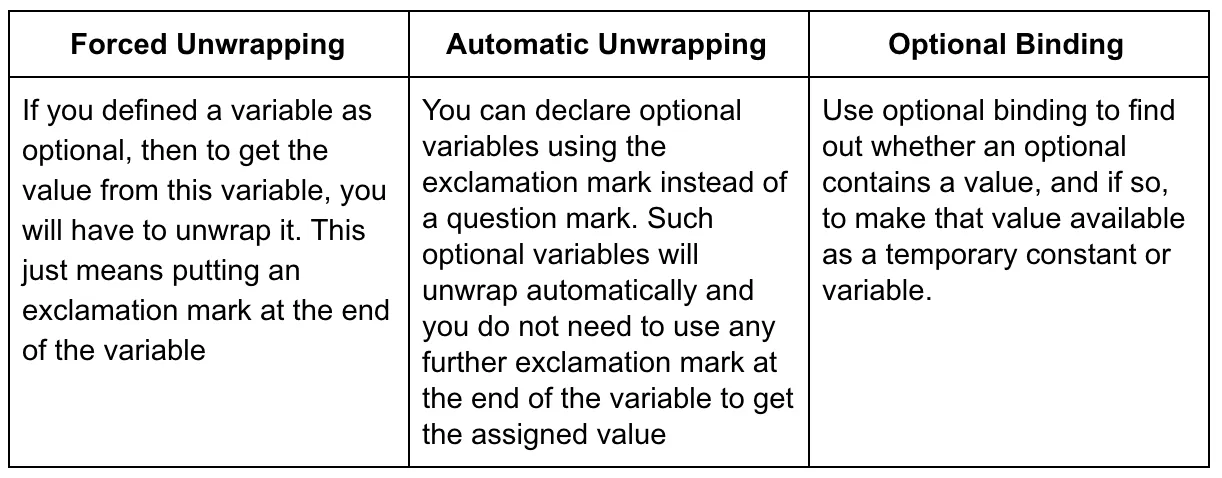 Forced Unwrapping
Automatic Unwrapping
Optional Binding
If you defined a variable as
optional, then to get the
value from this variable, you
will have to unwrap it. This
just means putting an
exclamation mark at the end
of the variable
You can declare optional
variables using the
exclamation mark instead of
a question mark. Such
optional variables will
unwrap automatically and
you do not need to use any
further exclamation mark at
the end of the variable to get
the assigned value
Use optional binding to find
out whether an optional
contains a value, and if so,
to make that value available
as a temporary constant or
variable.